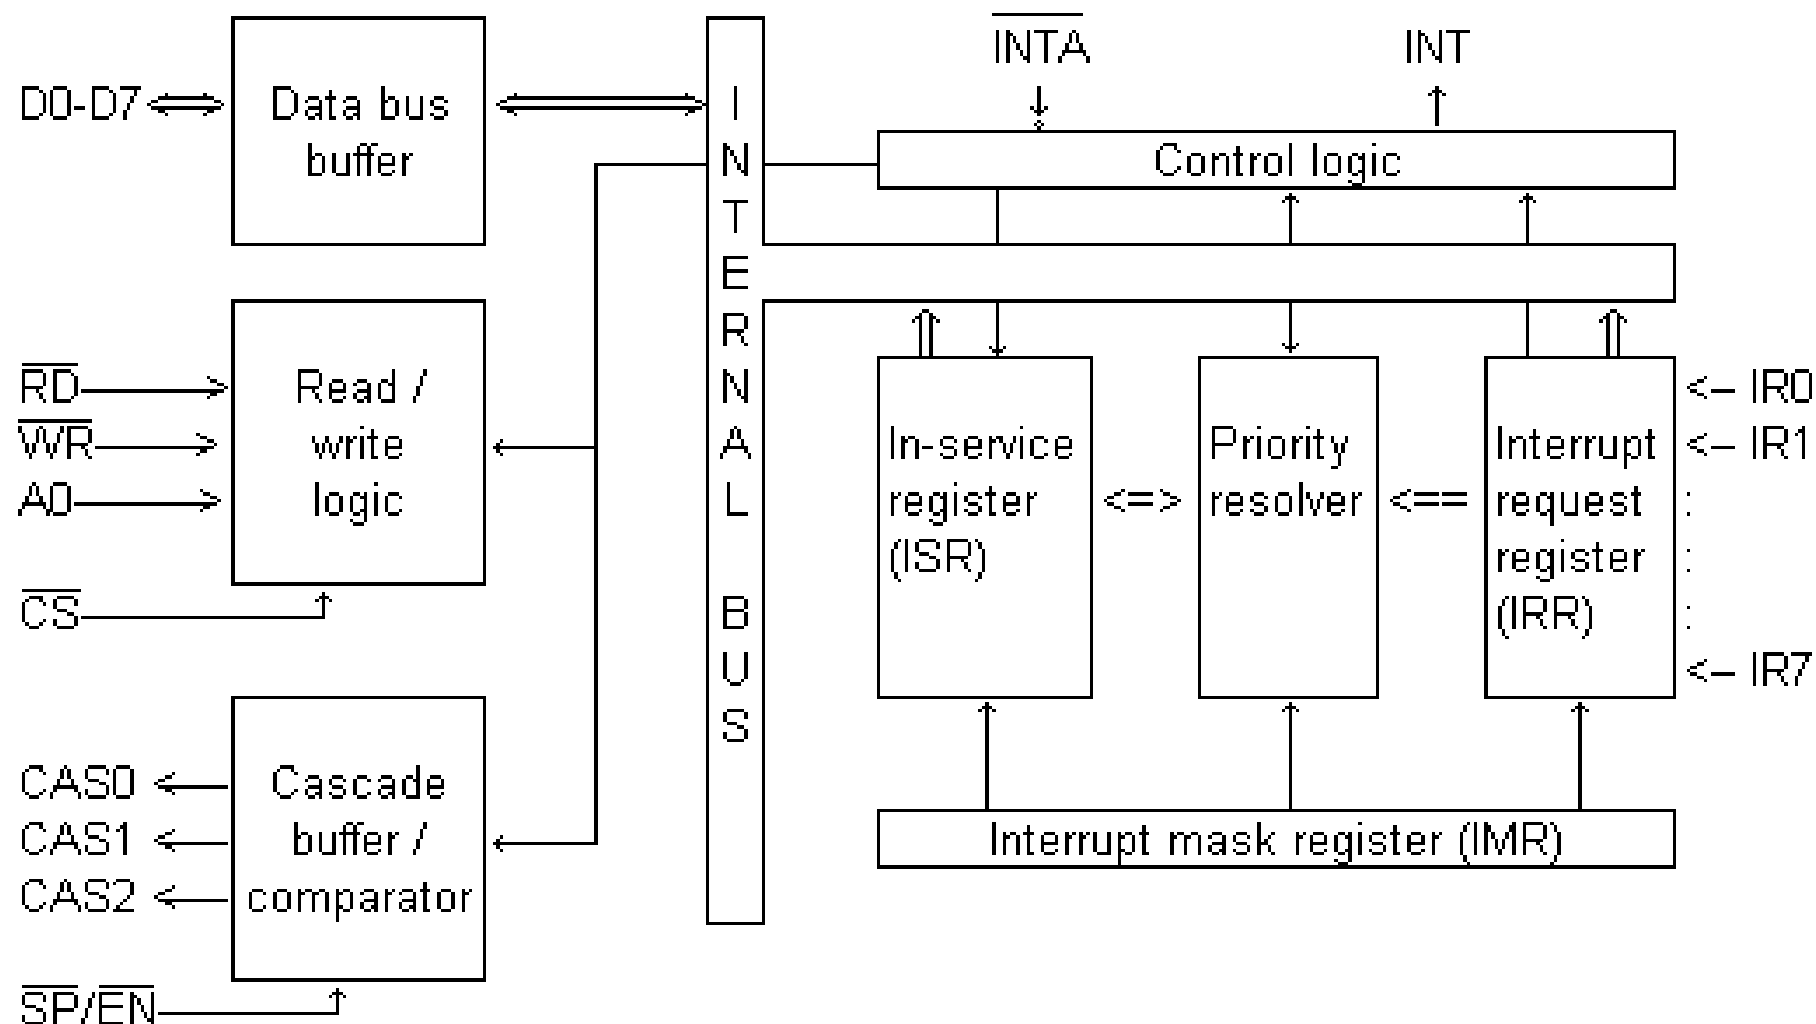 D0-D7
Data bus
buffer
INTERNAL BUS
INTA
INT
Control logic
RD
WR
A0
CS
Read /
write
logic
In-service
register
(ISR)
<=>
Priority
resolver
<==
Interrupt
request
register
(IRR)
<– IR0
<– IR1
:
:
:
<– IR7
CAS0
CAS1
CAS2
SP/EN
Cascade
buffer /
comparator
Interrupt mask register (IMR)